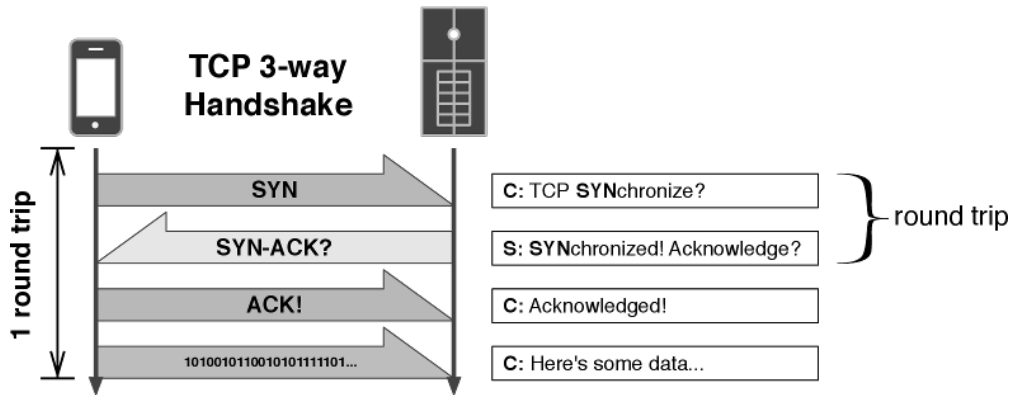 TCP 3-way
Handshake
1 round trip
SYN
C: TCP SYNchronize?
SYN-ACK?
S: SYNchronized! Acknowledge?
round trip
ACK!
C: Acknowledged!
1010010110010101111101...
C: Here's some data...